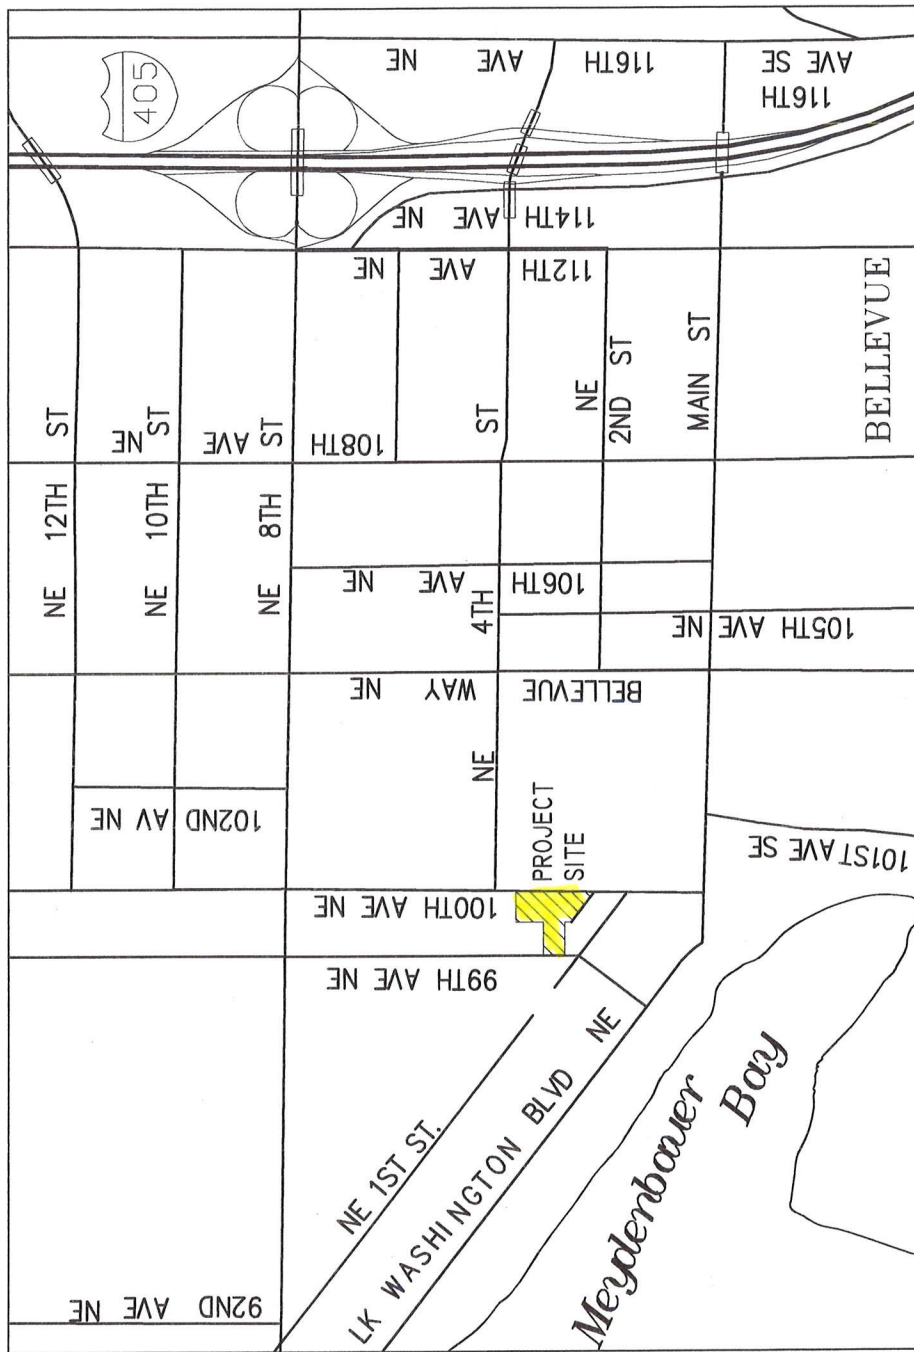 405
116TH AVE NE
116TH
AVE SE
114TH AVE NE
112TH AVE NE
108TH AVE NE
106TH AVE NE
105TH AVE NE
BELLEVUE WAY NE
102ND AV NE
101ST AVE SE
100TH AVE NE
99TH AVE NE
92ND AVE NE
NE 12TH ST
NE 10TH ST
NE 8TH ST
NE 4TH ST
NE
2ND ST
MAIN ST
BELLEVUE
PROJECT
SITE
NE 1ST ST.
LK WASHINGTON BLVD NE
Meydenbauer
Bay